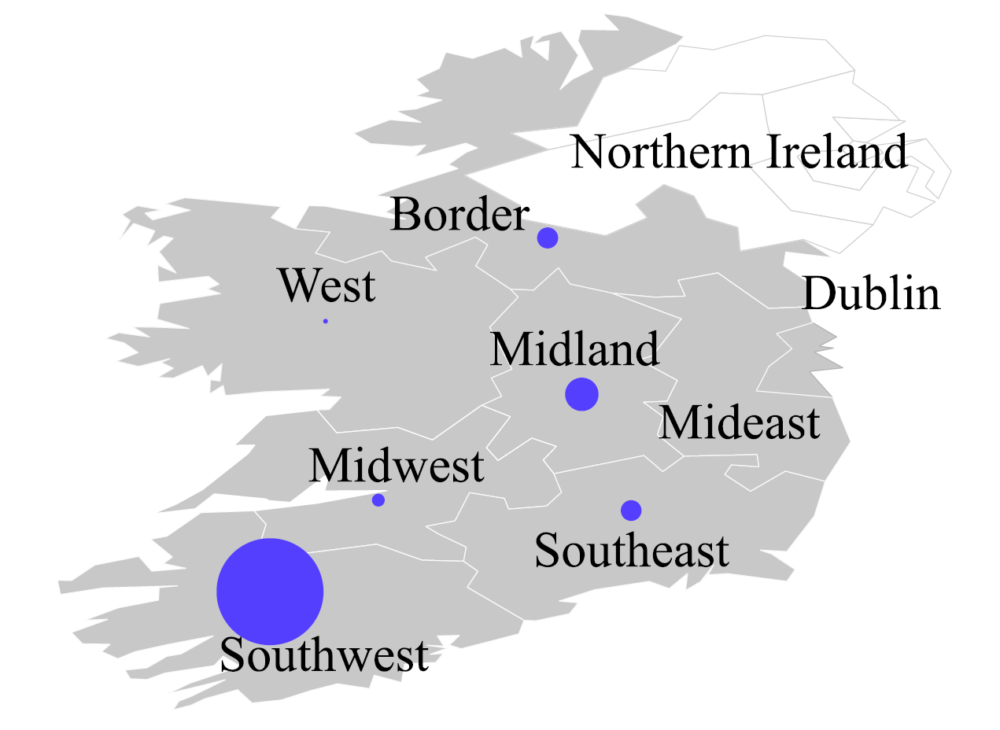 Northern Ireland
Border
West
Dublin
Midland
Mideast
Midwest
Southeast
Southwest